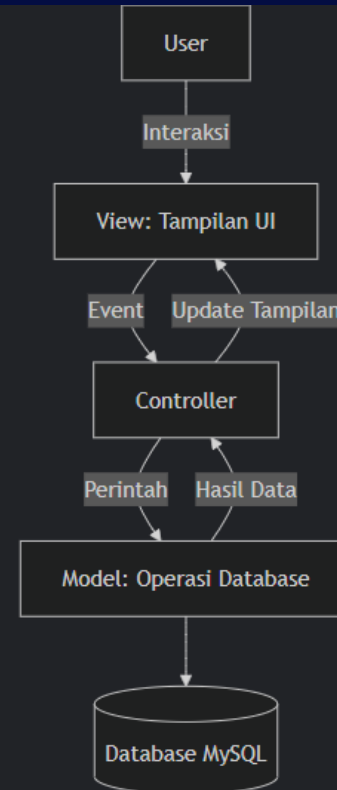 User
Interaksi
View: Tampilan UI
Event
Update Tampilan
Controller
Perintah
Hasil Data
Model: Operasi Database
Database MySQL